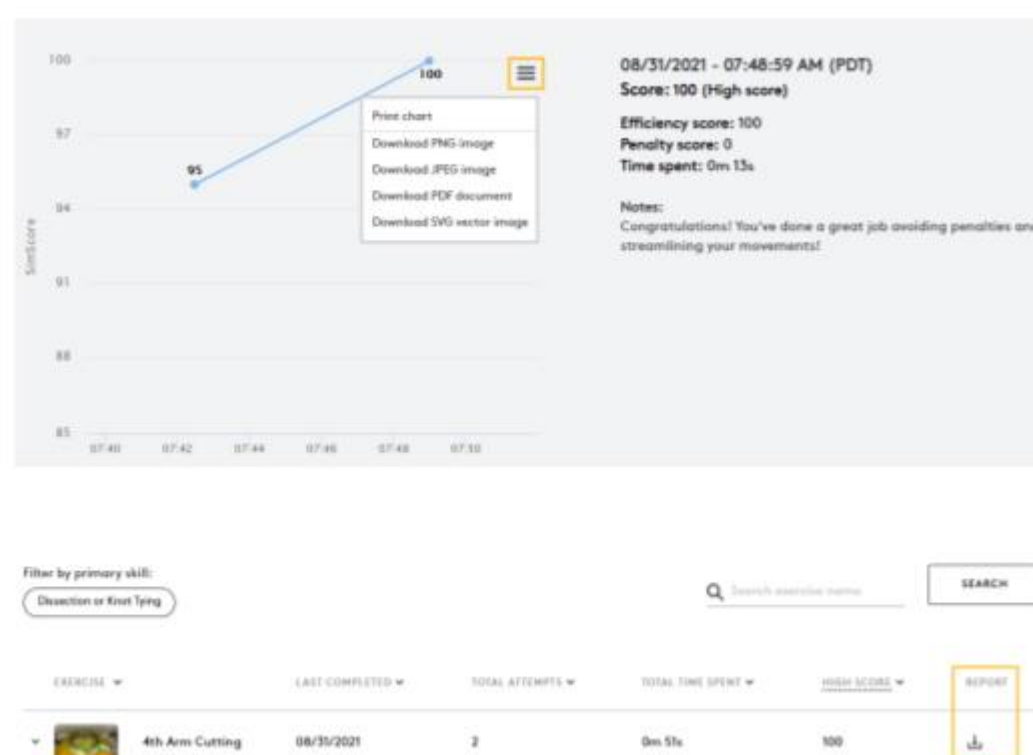 100
100
08/31/2021 - 07:48:59 AM (PDT)
Score: 100 (High score)
Print chart
Efficiency score: 100
97
Download PNG image
Penalty score: 0
95
Download JPEG image
Time spent: 0m 13s
Download PDF document
94
Notes:
Download SVG vector image
Congratulations! You've done a great job avoiding penalties and
streamlining your movements!
SimScore
91
88
85
07:40 07:42 07:44 07:46 07:48 07:50
Filter by primary skill:
Dissection or Knot Tying
Search exercise name
SEARCH
EXERCISE LAST COMPLETED TOTAL ATTEMPTS TOTAL TIME SPENT HIGH SCORE REPORT
4th Arm Cutting 08/31/2021 2 0m 51s 100